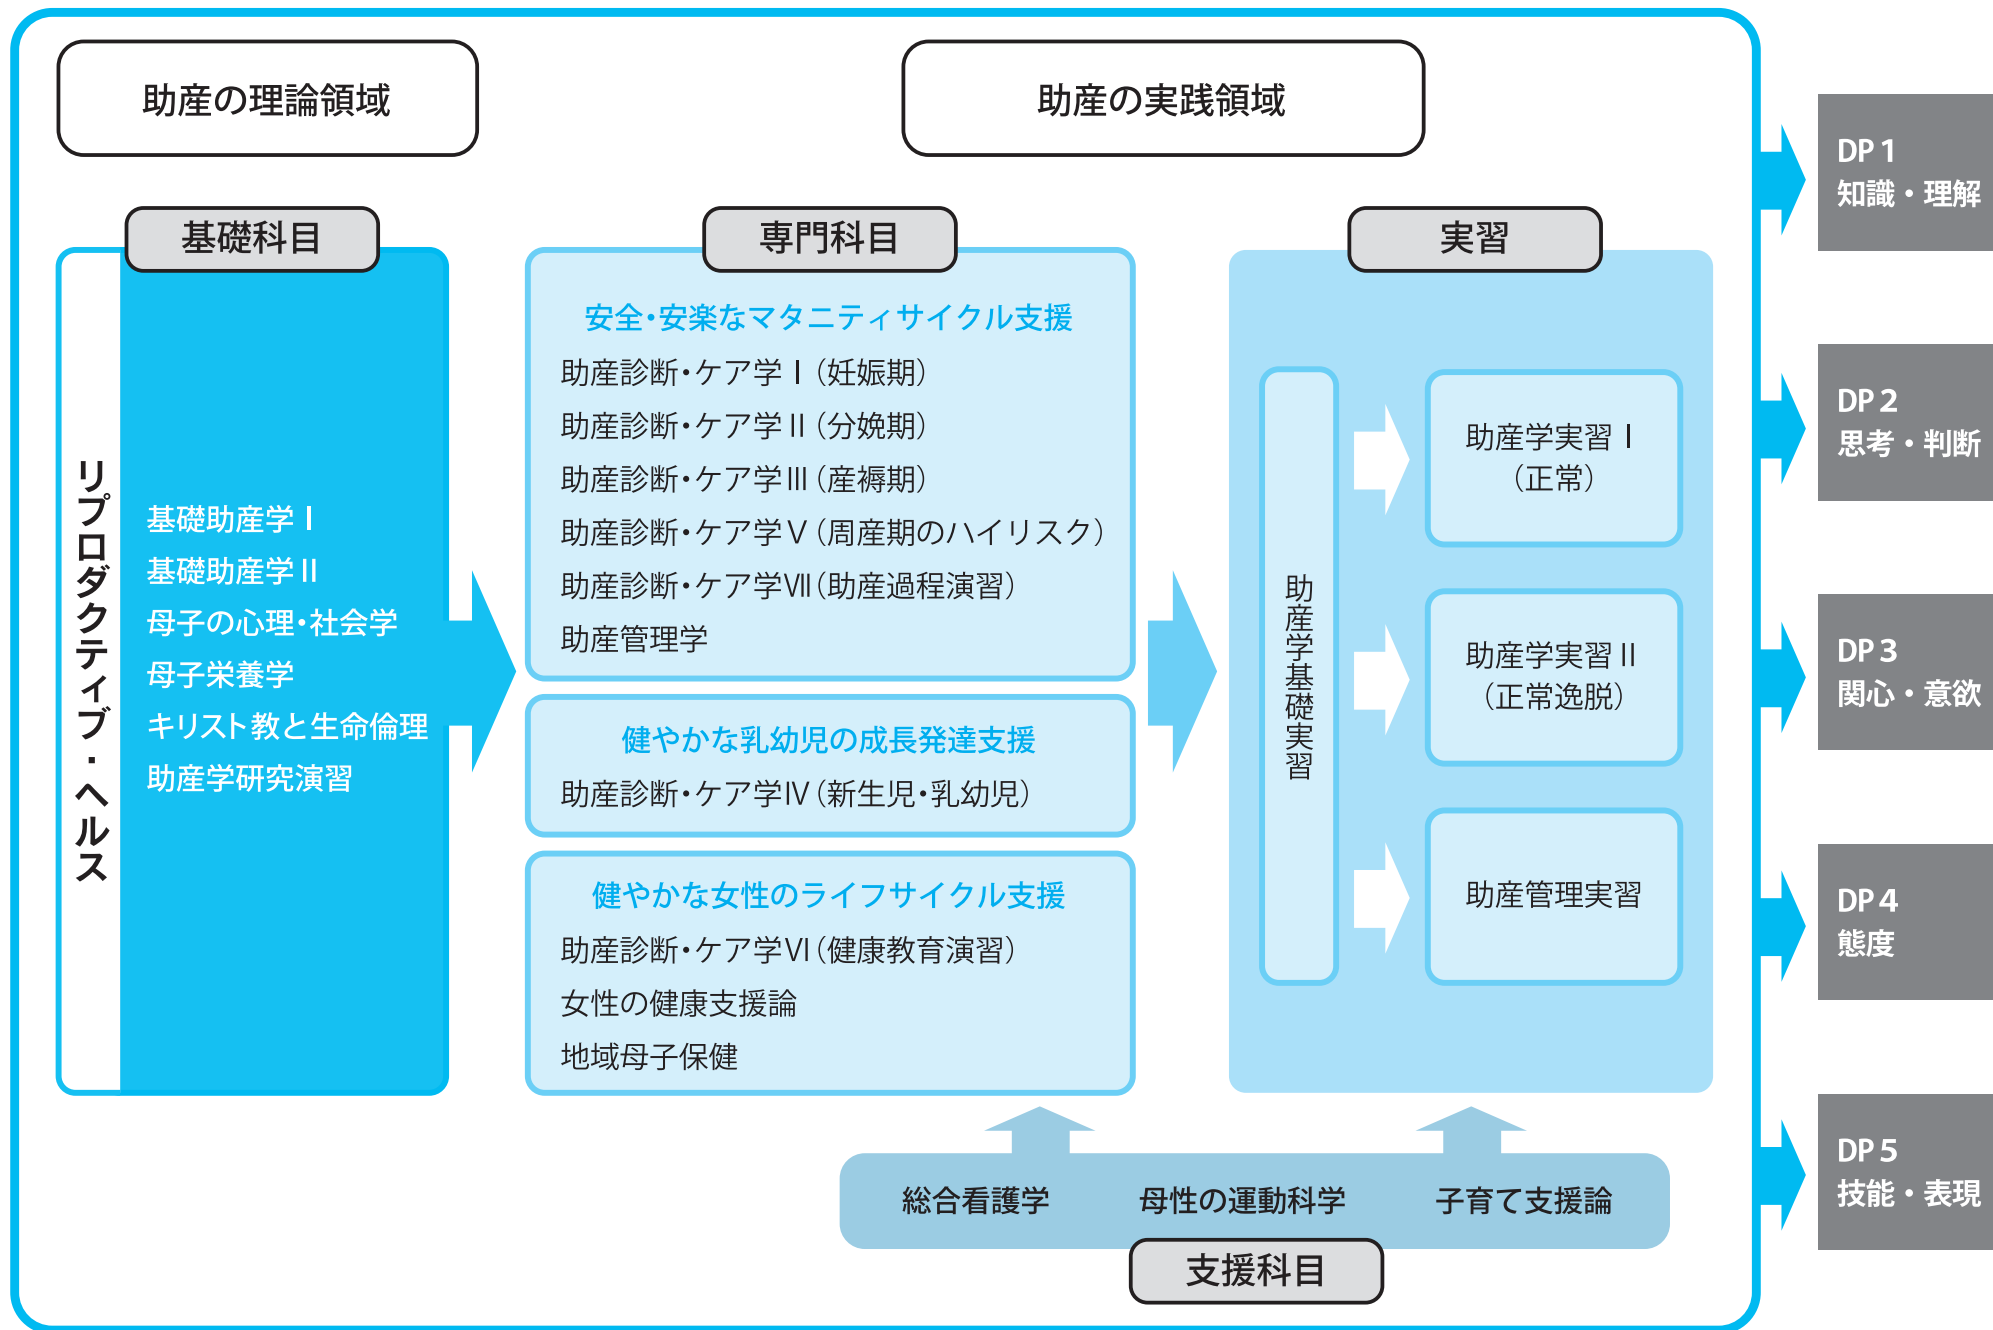 助産の理論領域
助産の実践領域
基礎科目
リプロダクティブ・ヘルス
基礎助産学Ⅰ
基礎助産学Ⅱ
母子の心理・社会学
母子栄養学
キリスト教と生命倫理
助産学研究演習
専門科目
安全・安楽なマタニティサイクル支援
助産診断・ケア学Ⅰ（妊娠期）
助産診断・ケア学Ⅱ（分娩期）
助産診断・ケア学Ⅲ（産褥期）
助産診断・ケア学Ⅴ（周産期のハイリスク）
助産診断・ケア学Ⅶ（助産過程演習）
助産管理学
健やかな乳幼児の成長発達支援
助産診断・ケア学Ⅳ（新生児・乳幼児）
健やかな女性のライフサイクル支援
助産診断・ケア学Ⅵ（健康教育演習）
女性の健康支援論
地域母子保健
実習
助産学基礎実習
助産学実習Ⅰ
（正常）
助産学実習Ⅱ
（正常逸脱）
助産管理実習
総合看護学
母性の運動科学
子育て支援論
支援科目
DP 1
知識・理解
DP 2
思考・判断
DP 3
関心・意欲
DP 4
態度
DP 5
技能・表現